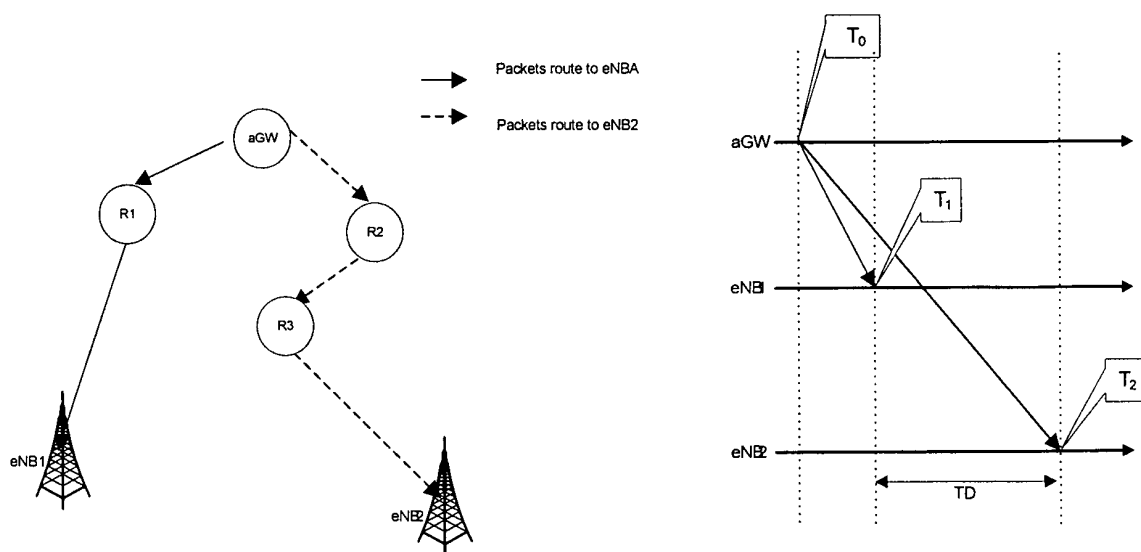 Packets route to eNBA
Packets route to eNB2
aGW
R1
R2
R3
eNB1
eNB2
T0
aGW
T1
eNB1
T2
eNB2
TD